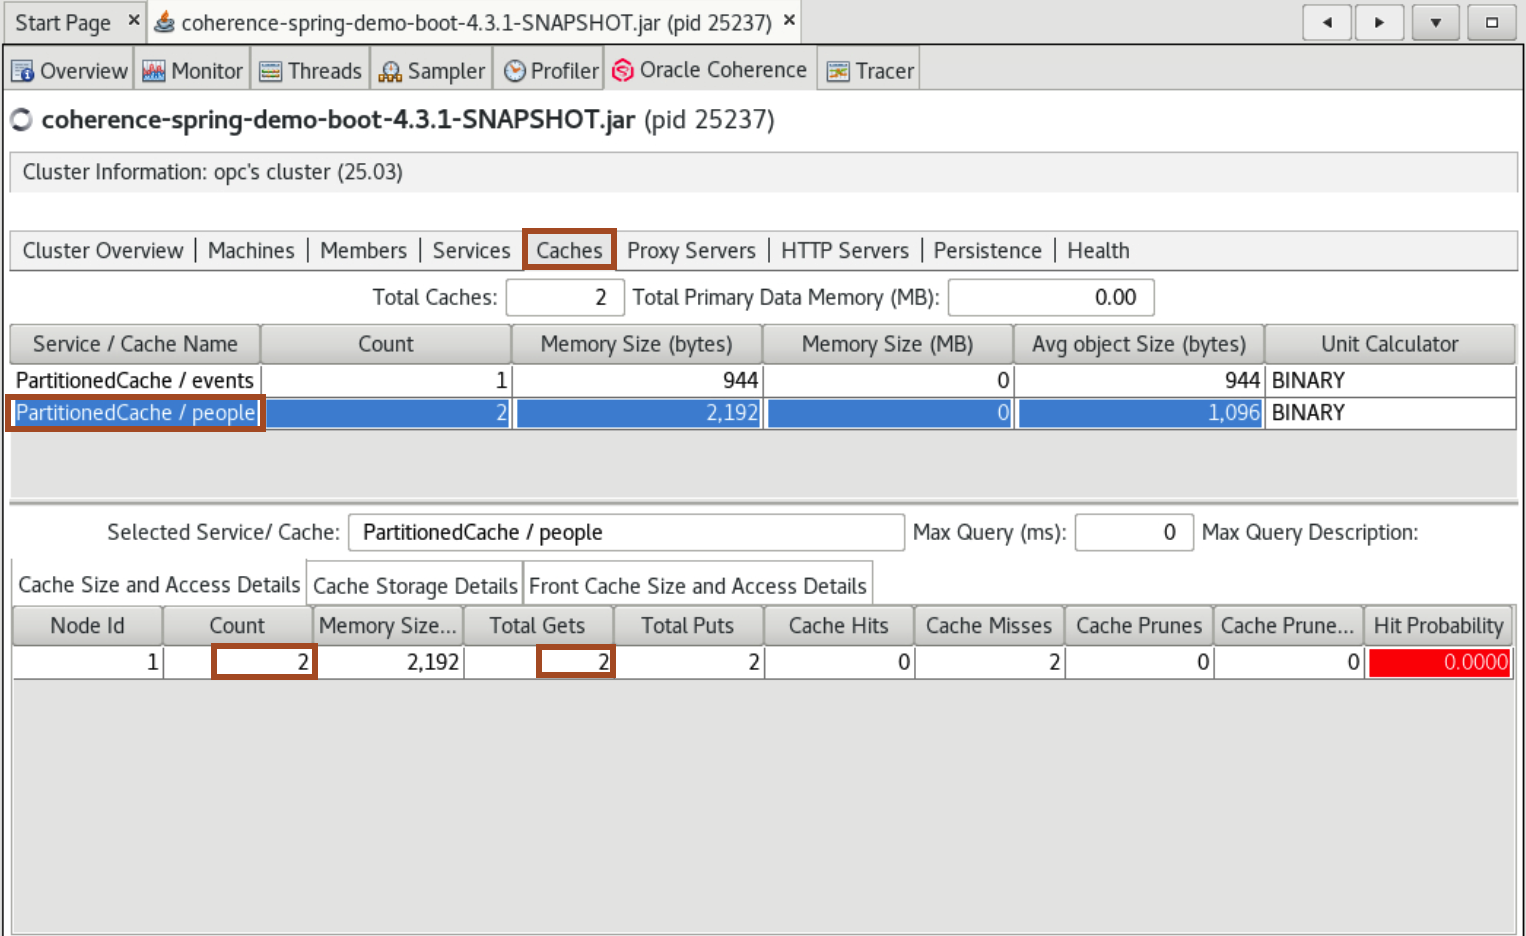 Start Page × coherence-spring-demo-boot-4.3.1-SNAPSHOT.jar (pid 25237) ×
Overview Monitor Threads Sampler Profiler Oracle Coherence Tracer
coherence-spring-demo-boot-4.3.1-SNAPSHOT.jar (pid 25237)
Cluster Information: opc's cluster (25.03)
Cluster Overview | Machines | Members | Services | Caches Proxy Servers | HTTP Servers | Persistence | Health
Total Caches: 2 Total Primary Data Memory (MB): 0.00
Service / Cache Name Count Memory Size (bytes) Memory Size (MB) Avg object Size (bytes) Unit Calculator
PartitionedCache / events 1 944 0 944 BINARY
PartitionedCache / people 2 2,192 0 1,096 BINARY
Selected Service/ Cache: PartitionedCache / people Max Query (ms): 0 Max Query Description:
Cache Size and Access Details Cache Storage Details Front Cache Size and Access Details
Node Id Count Memory Size... Total Gets Total Puts Cache Hits Cache Misses Cache Prunes Cache Prune... Hit Probability
1 2 2,192 2 2 0 2 0 0 0.0000